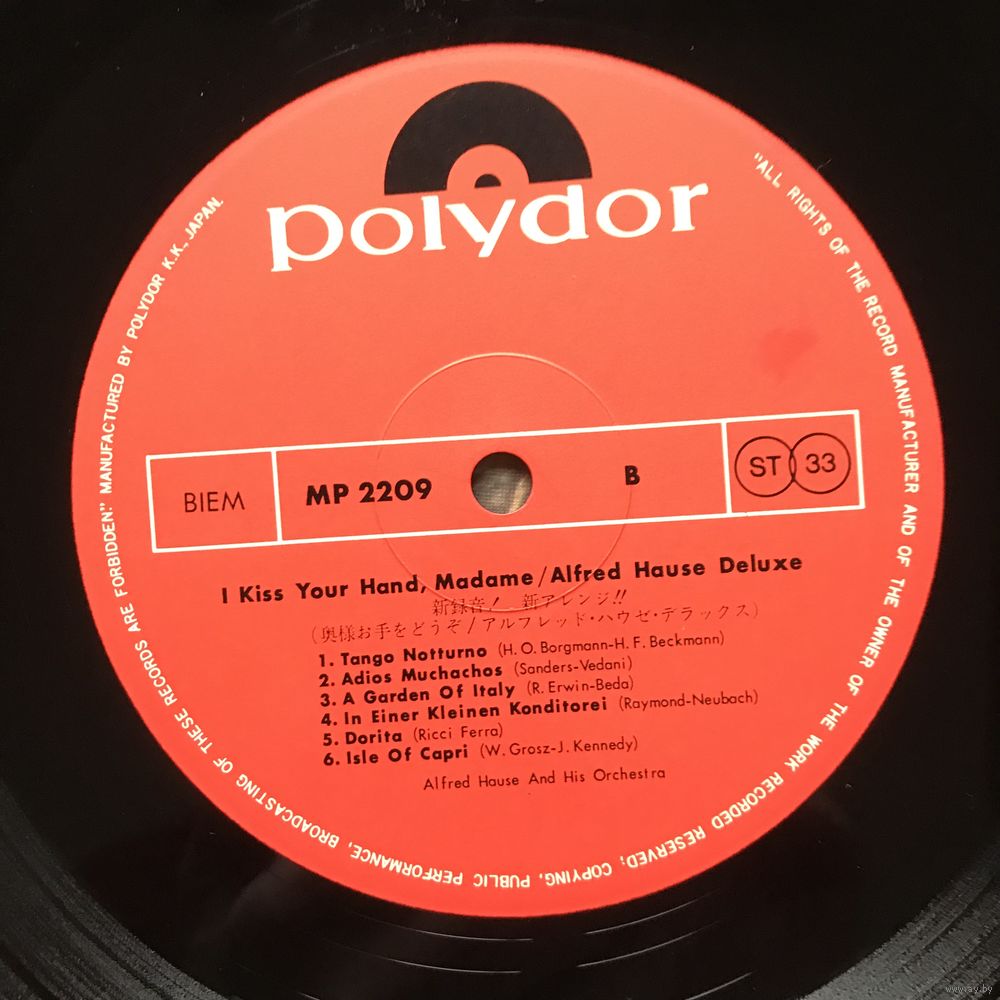 polydor
"ALL RIGHTS OF THE RECORD MANUFACTURER AND OF THE OWNER OF THE WORK RECORDED RESERVED; COPYING, PUBLIC PERFORMANCE, BROADCASTING OF THESE RECORDS ARE FORBIDDEN." MANUFACTURED BY POLYDOR K.K., JAPAN.
BIEM MP 2209 B ST 33
I Kiss Your Hand, Madame/Alfred Hause Deluxe
新録音! 新アレンジ!!
(奥様お手をどうぞ/アルフレッド・ハウゼ・デラックス)
1. Tango Notturno (H. O. Borgmann-H. F. Beckmann)
2. Adios Muchachos (Sanders-Vedani)
3. A Garden Of Italy (R. Erwin-Beda)
4. In Einer Kleinen Konditorei (Raymond-Neubach)
5. Dorita (Ricci Ferra)
6. Isle Of Capri (W. Grosz-J. Kennedy)
Alfred Hause And His Orchestra
www.ay.by